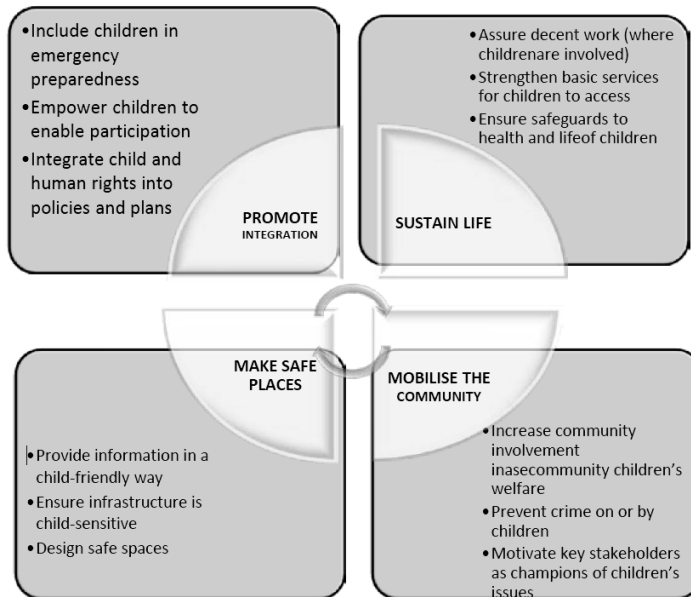 •Include children in
emergency
preparedness
•Empower children to
enable participation
•Integrate child and
human rights into
policies and plans
PROMOTE
INTEGRATION
•Assure decent work (where
childrenare involved)
•Strengthen basic services
for children to access
•Ensure safeguards to
health and lifeof children
SUSTAIN LIFE
MAKE SAFE
PLACES
•Provide information in a
child-friendly way
•Ensure infrastructure is
child-sensitive
•Design safe spaces
MOBILISE THE
COMMUNITY
•Increase community
involvement
inasecommunity children's
welfare
•Prevent crime on or by
children
•Motivate key stakeholders
as champions of children's
issues